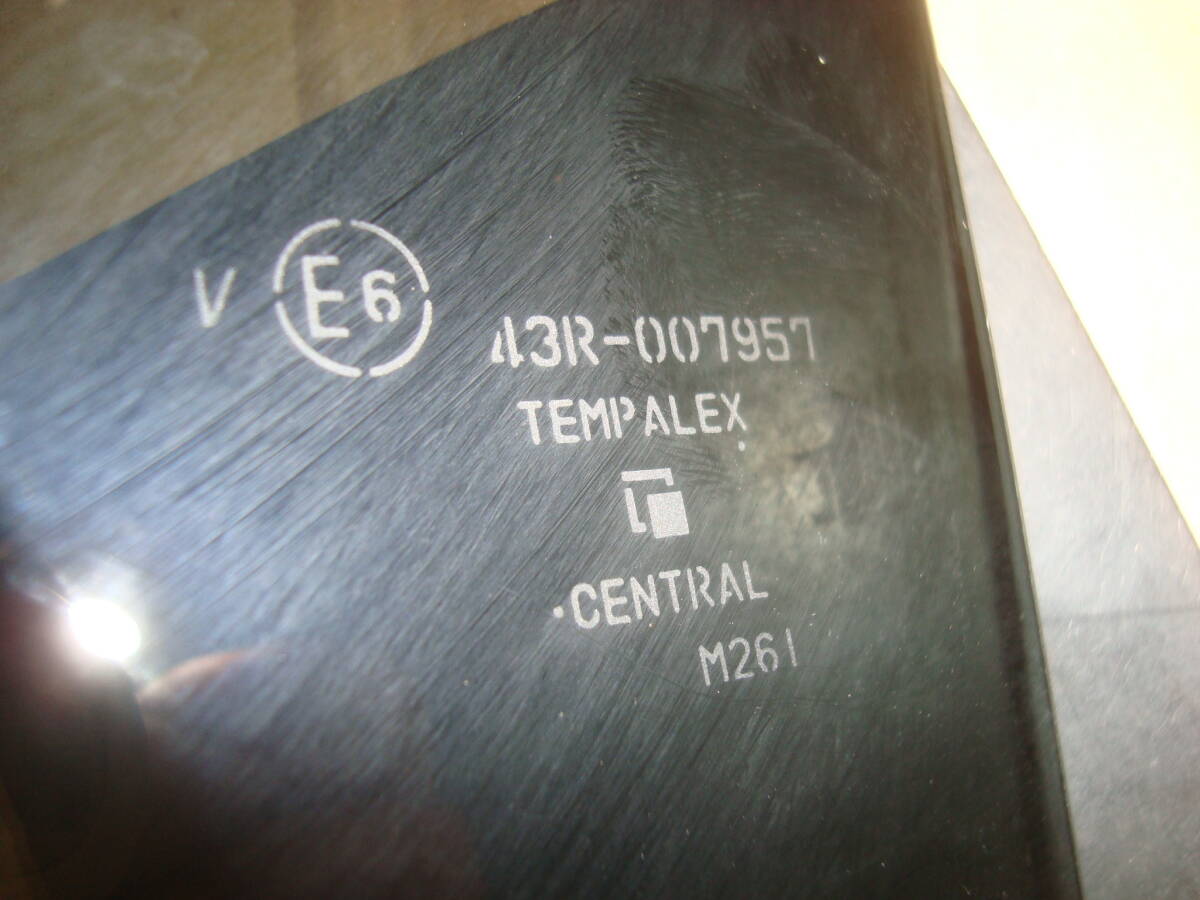 V E6
43R-007957
TEMPALEX
.CENTRAL
M261